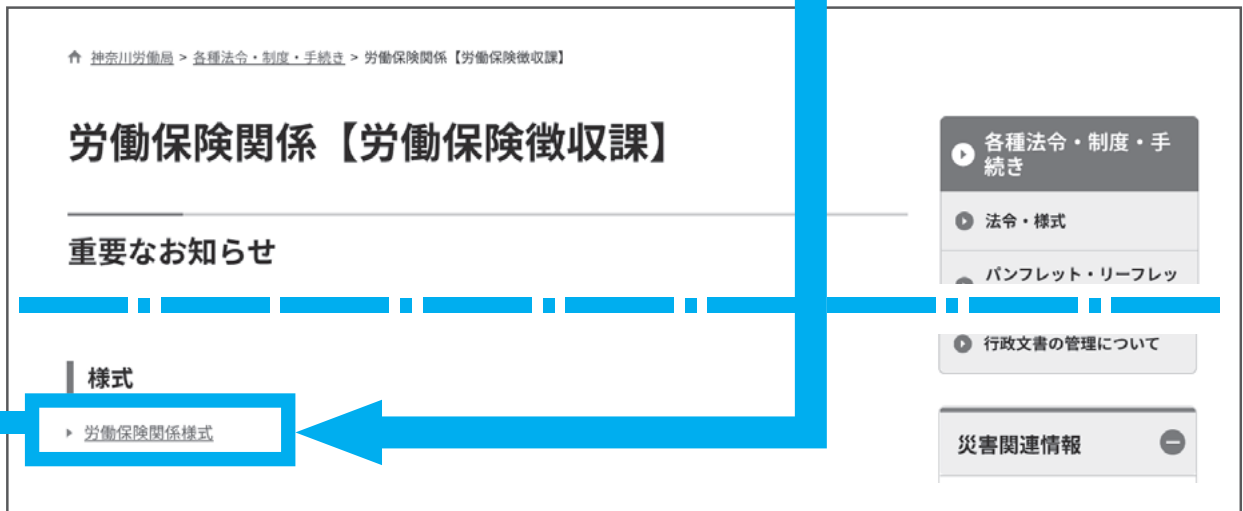 神奈川労働局 > 各種法令・制度・手続き > 労働保険関係【労働保険徴収課】
労働保険関係【労働保険徴収課】
重要なお知らせ
様式
労働保険関係様式
各種法令・制度・手
続き
法令・様式
パンフレット・リーフレッ
行政文書の管理について
災害関連情報